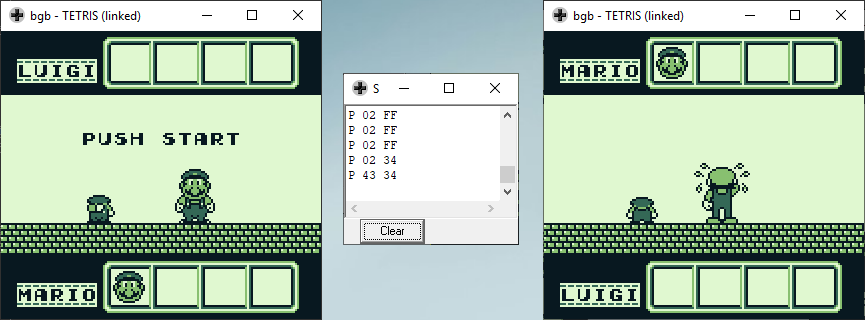 bgb - TETRIS (linked)
LUIGI
PUSH START
MARIO
S
P 02 FF
P 02 FF
P 02 FF
P 02 34
P 43 34
Clear
bgb - TETRIS (linked)
MARIO
LUIGI